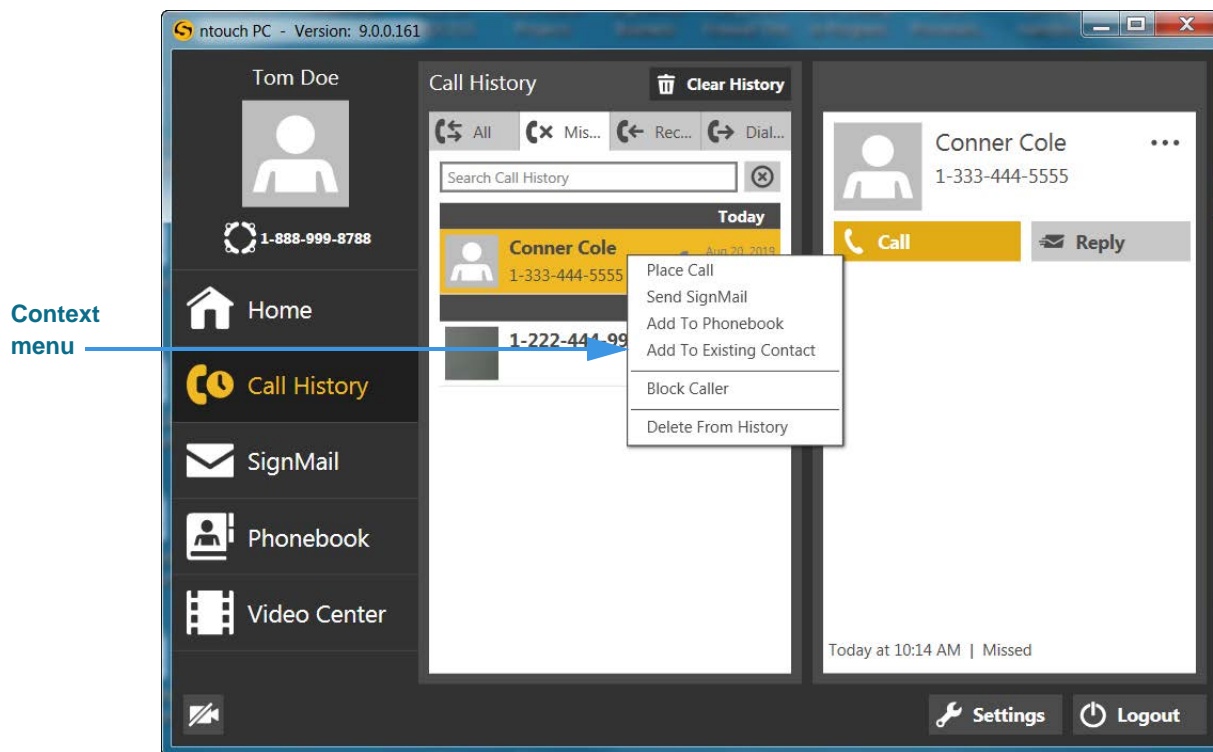 ntouch PC - Version: 9.0.0.161
Tom Doe
1-888-999-8788
Home
Call History
SignMail
Phonebook
Video Center
Context
menu
Call History
Clear History
All
Mis...
Rec...
Dial...
Search Call History
Today
Conner Cole
Aug 20, 2019
1-333-444-5555
1-222-444-99
Place Call
Send SignMail
Add To Phonebook
Add To Existing Contact
Block Caller
Delete From History
Conner Cole
1-333-444-5555
Call
Reply
Today at 10:14 AM | Missed
Settings
Logout